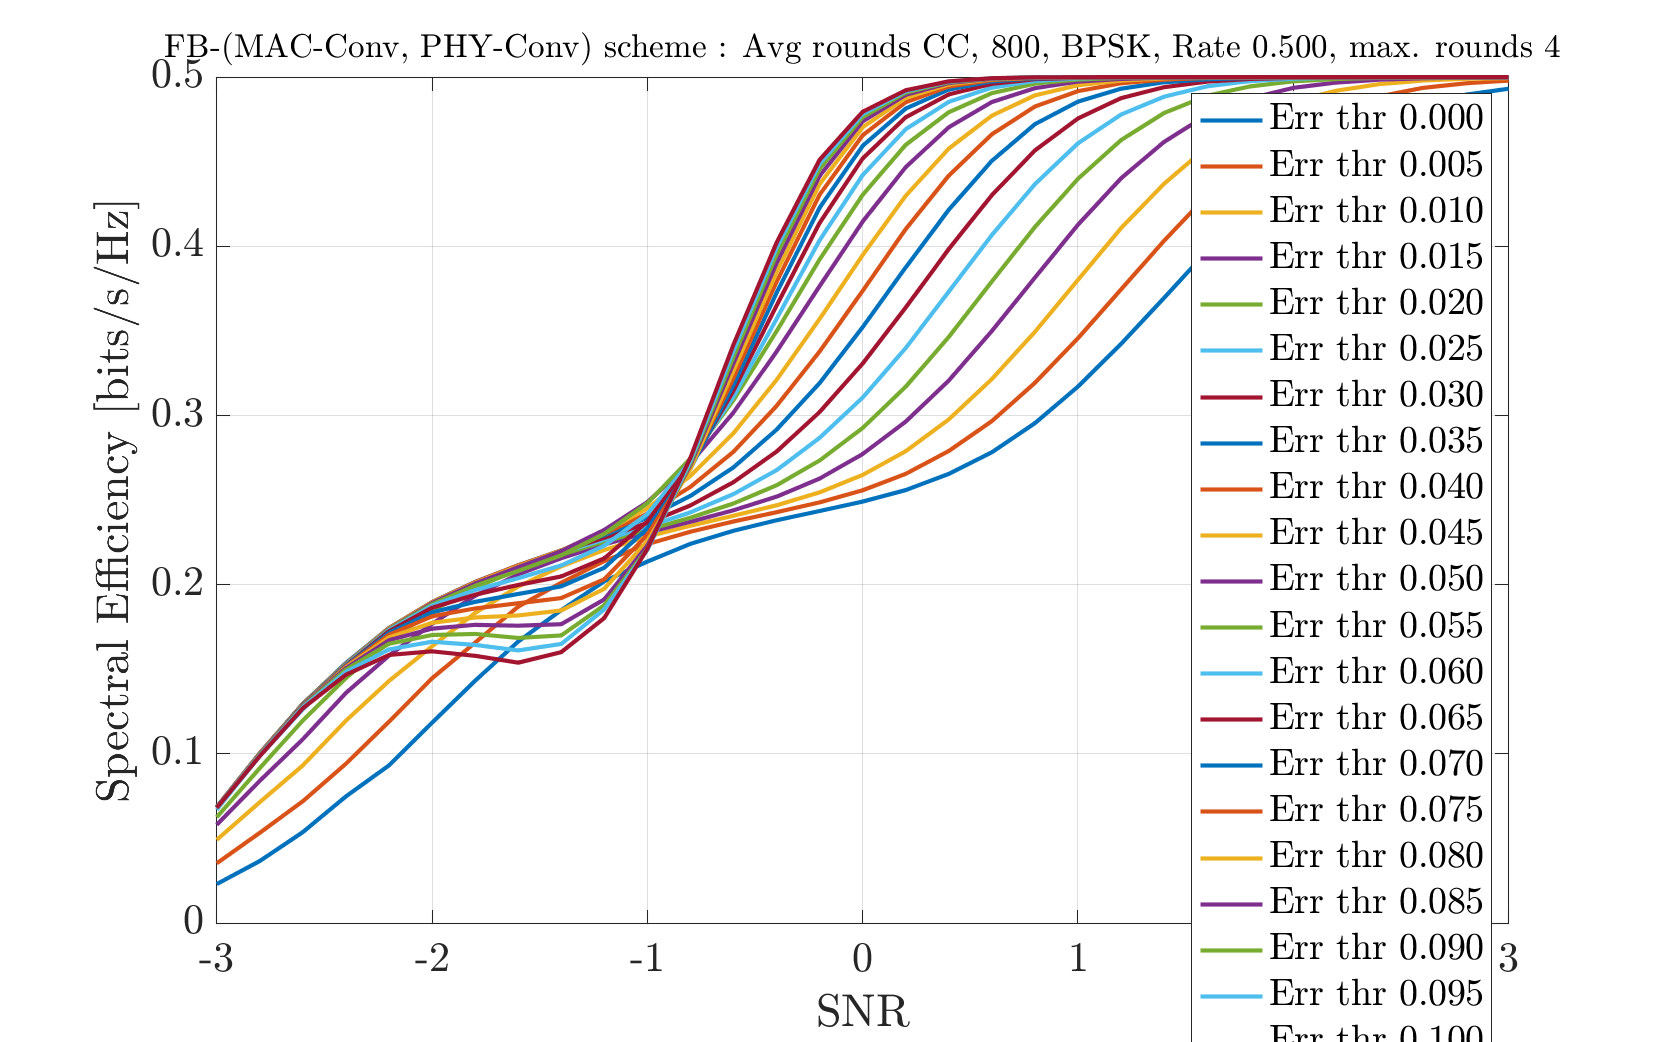 FB-(MAC-Conv, PHY-Conv) scheme : Avg rounds CC, 800, BPSK, Rate 0.500, max. rounds 4
Spectral Efficiency [bits/s/Hz]
0.5
0.4
0.3
0.2
0.1
0
-3
-2
-1
0
1
3
SNR
Err thr 0.000
Err thr 0.005
Err thr 0.010
Err thr 0.015
Err thr 0.020
Err thr 0.025
Err thr 0.030
Err thr 0.035
Err thr 0.040
Err thr 0.045
Err thr 0.050
Err thr 0.055
Err thr 0.060
Err thr 0.065
Err thr 0.070
Err thr 0.075
Err thr 0.080
Err thr 0.085
Err thr 0.090
Err thr 0.095
Err thr 0.100